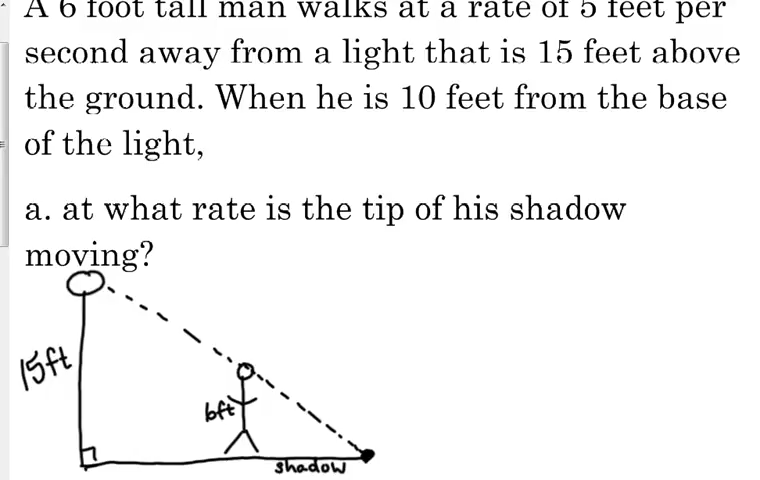 A 6 foot tall man walks at a rate of 5 feet per
second away from a light that is 15 feet above
the ground. When he is 10 feet from the base
of the light,
a. at what rate is the tip of his shadow
moving?
15ft
6ft
shadow